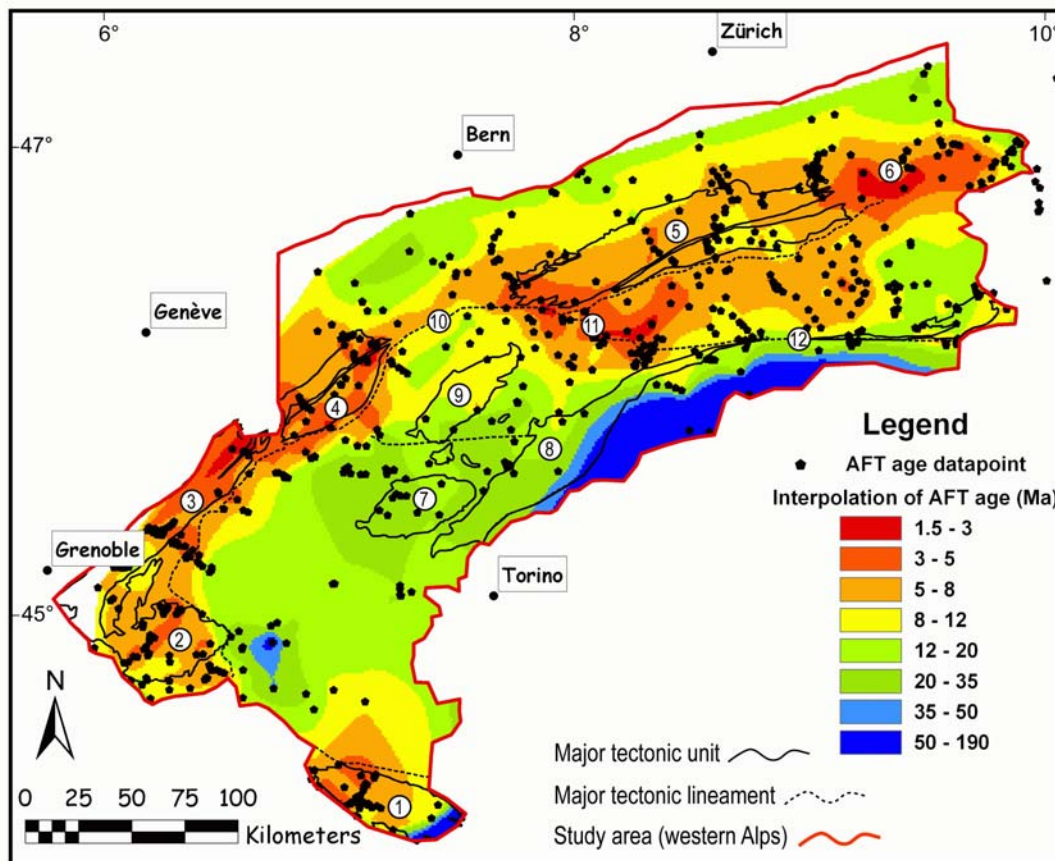 6°
8°
10°
Zürich
47°
Bern
6
5
Genève
10
11
12
9
4
8
7
3
Grenoble
Torino
45°
2
1
N
0 25 50 75 100
Kilometers
Legend
AFT age datapoint
Interpolation of AFT age (Ma)
1.5 - 3
3 - 5
5 - 8
8 - 12
12 - 20
20 - 35
35 - 50
50 - 190
Major tectonic unit
Major tectonic lineament
Study area (western Alps)